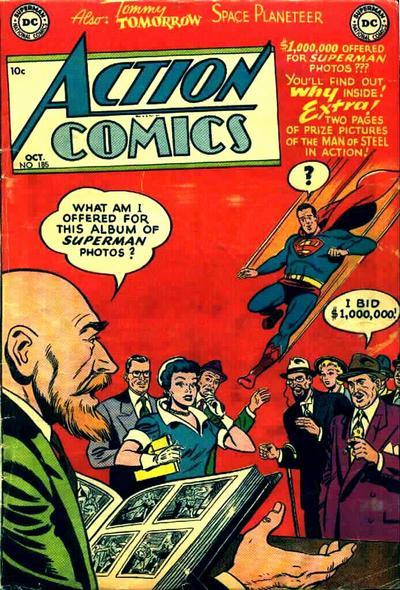 Also: Tommy TOMORROW SPACE PLANETEER
SUPERMAN
DC
NATIONAL COMICS
SUPERMAN
DC
NATIONAL COMICS
10c
ACTION
COMICS
OCT.
NO. 185
$1,000,000 OFFERED
FOR SUPERMAN
PHOTOS???
YOU'LL FIND OUT
why INSIDE!
Extra!
TWO PAGES
OF PRIZE PICTURES
OF THE MAN OF STEEL
IN ACTION!
?
WHAT AM I
OFFERED FOR
THIS ALBUM OF
SUPERMAN
PHOTOS?
I BID
$1,000,000!